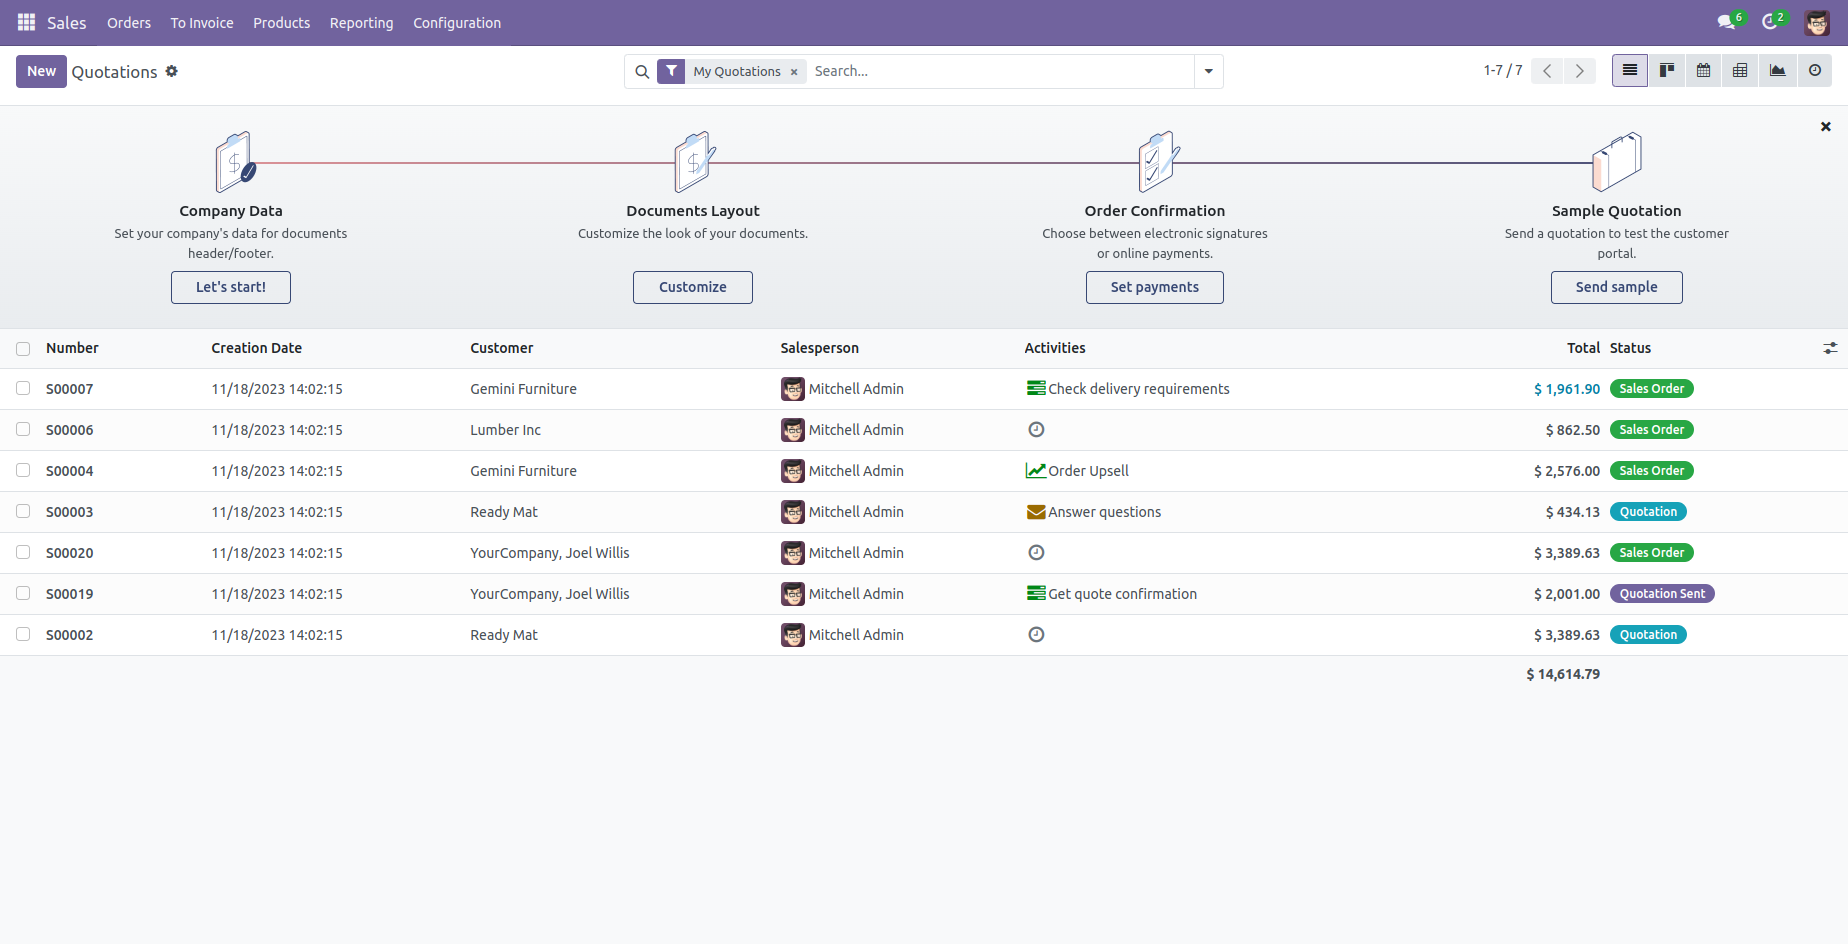 Sales Orders To Invoice Products Reporting Configuration 6 2
New Quotations My Quotations × Search... 1-7 / 7
Company Data
Set your company's data for documents
header/footer.
Let's start!
Documents Layout
Customize the look of your documents.
Customize
Order Confirmation
Choose between electronic signatures
or online payments.
Set payments
Sample Quotation
Send a quotation to test the customer
portal.
Send sample
Number Creation Date Customer Salesperson Activities Total Status
S00007 11/18/2023 14:02:15 Gemini Furniture Mitchell Admin Check delivery requirements $ 1,961.90 Sales Order
S00006 11/18/2023 14:02:15 Lumber Inc Mitchell Admin $ 862.50 Sales Order
S00004 11/18/2023 14:02:15 Gemini Furniture Mitchell Admin Order Upsell $ 2,576.00 Sales Order
S00003 11/18/2023 14:02:15 Ready Mat Mitchell Admin Answer questions $ 434.13 Quotation
S00020 11/18/2023 14:02:15 YourCompany, Joel Willis Mitchell Admin $ 3,389.63 Sales Order
S00019 11/18/2023 14:02:15 YourCompany, Joel Willis Mitchell Admin Get quote confirmation $ 2,001.00 Quotation Sent
S00002 11/18/2023 14:02:15 Ready Mat Mitchell Admin $ 3,389.63 Quotation
$ 14,614.79